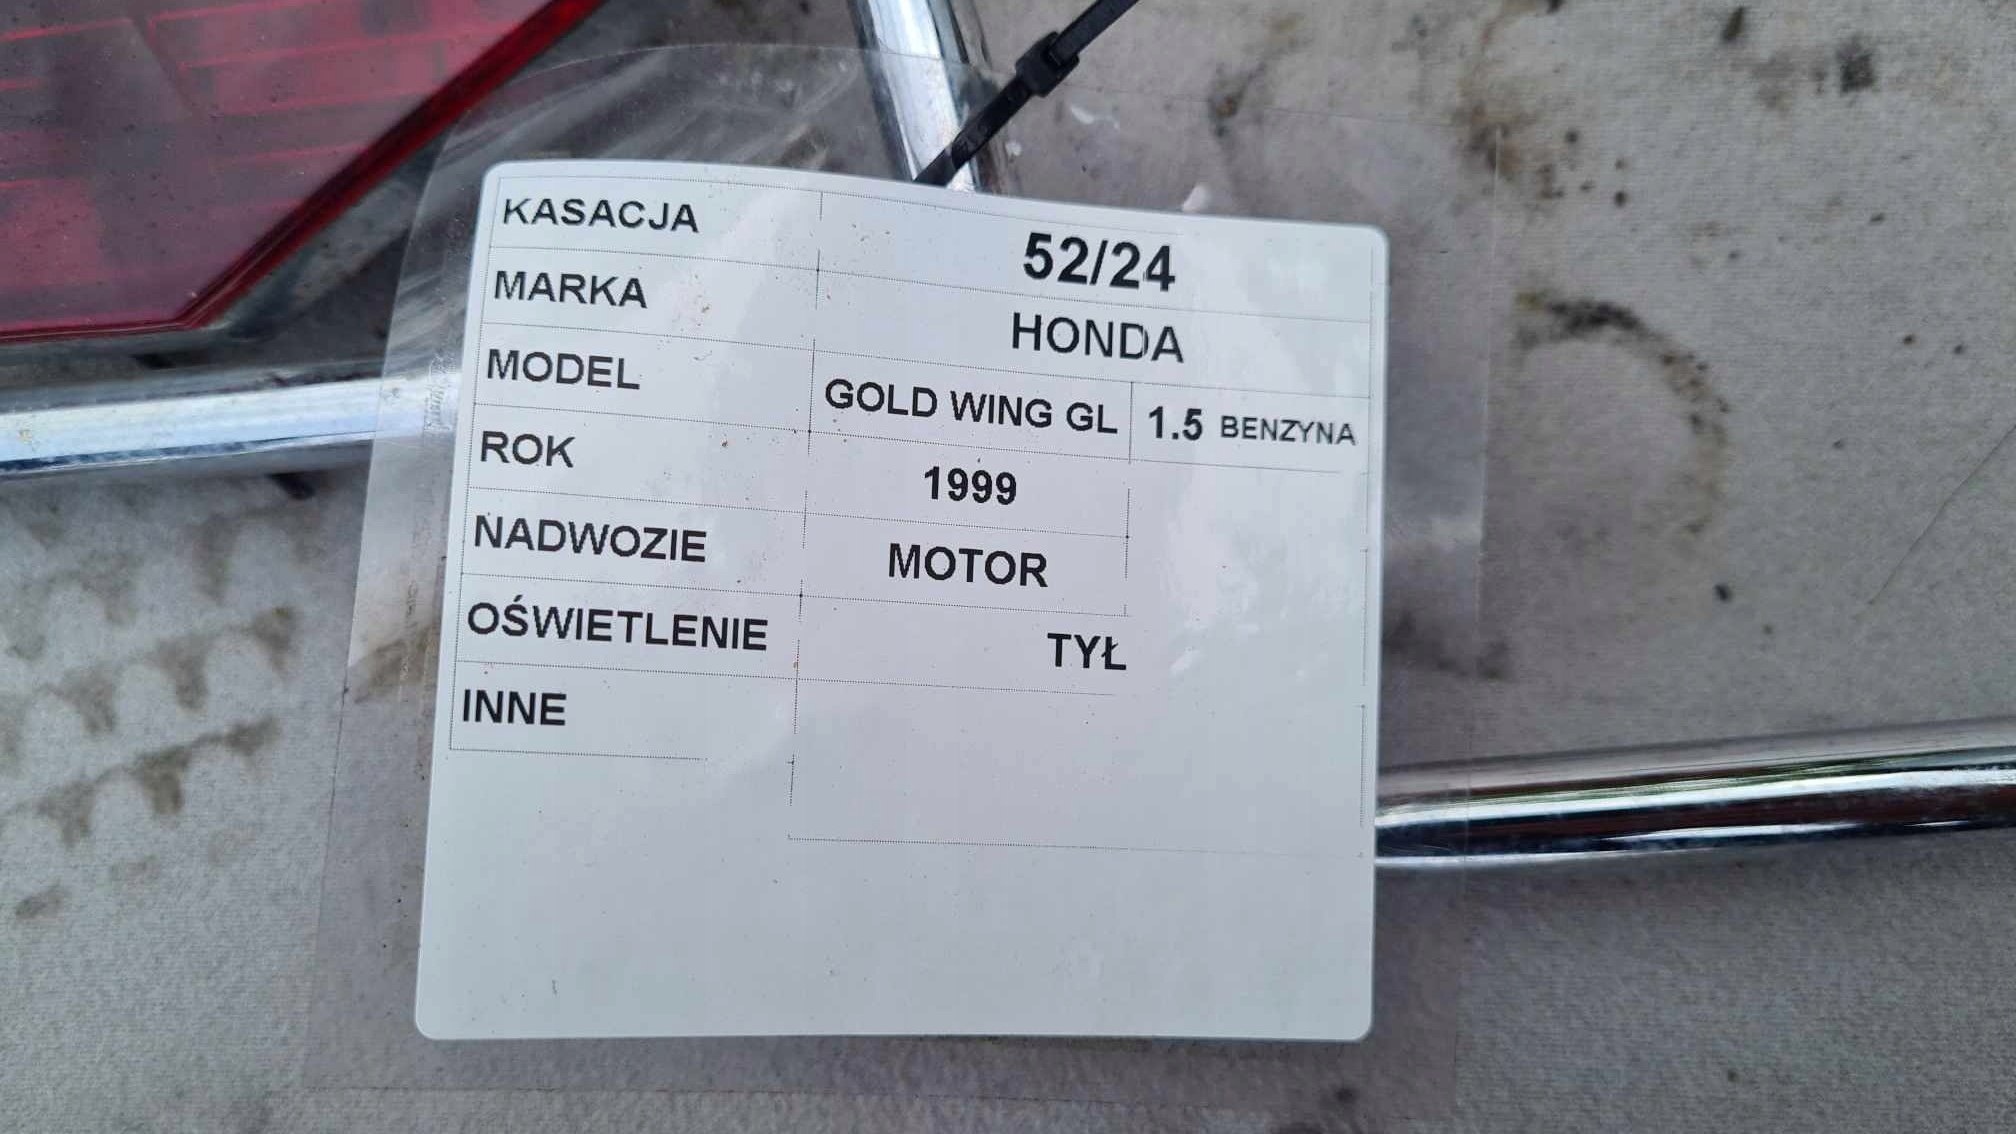 KASACJA 52/24
MARKA HONDA
MODEL GOLD WING GL 1.5 BENZYNA
ROK 1999
NADWOZIE MOTOR
OŚWIETLENIE TYŁ
INNE